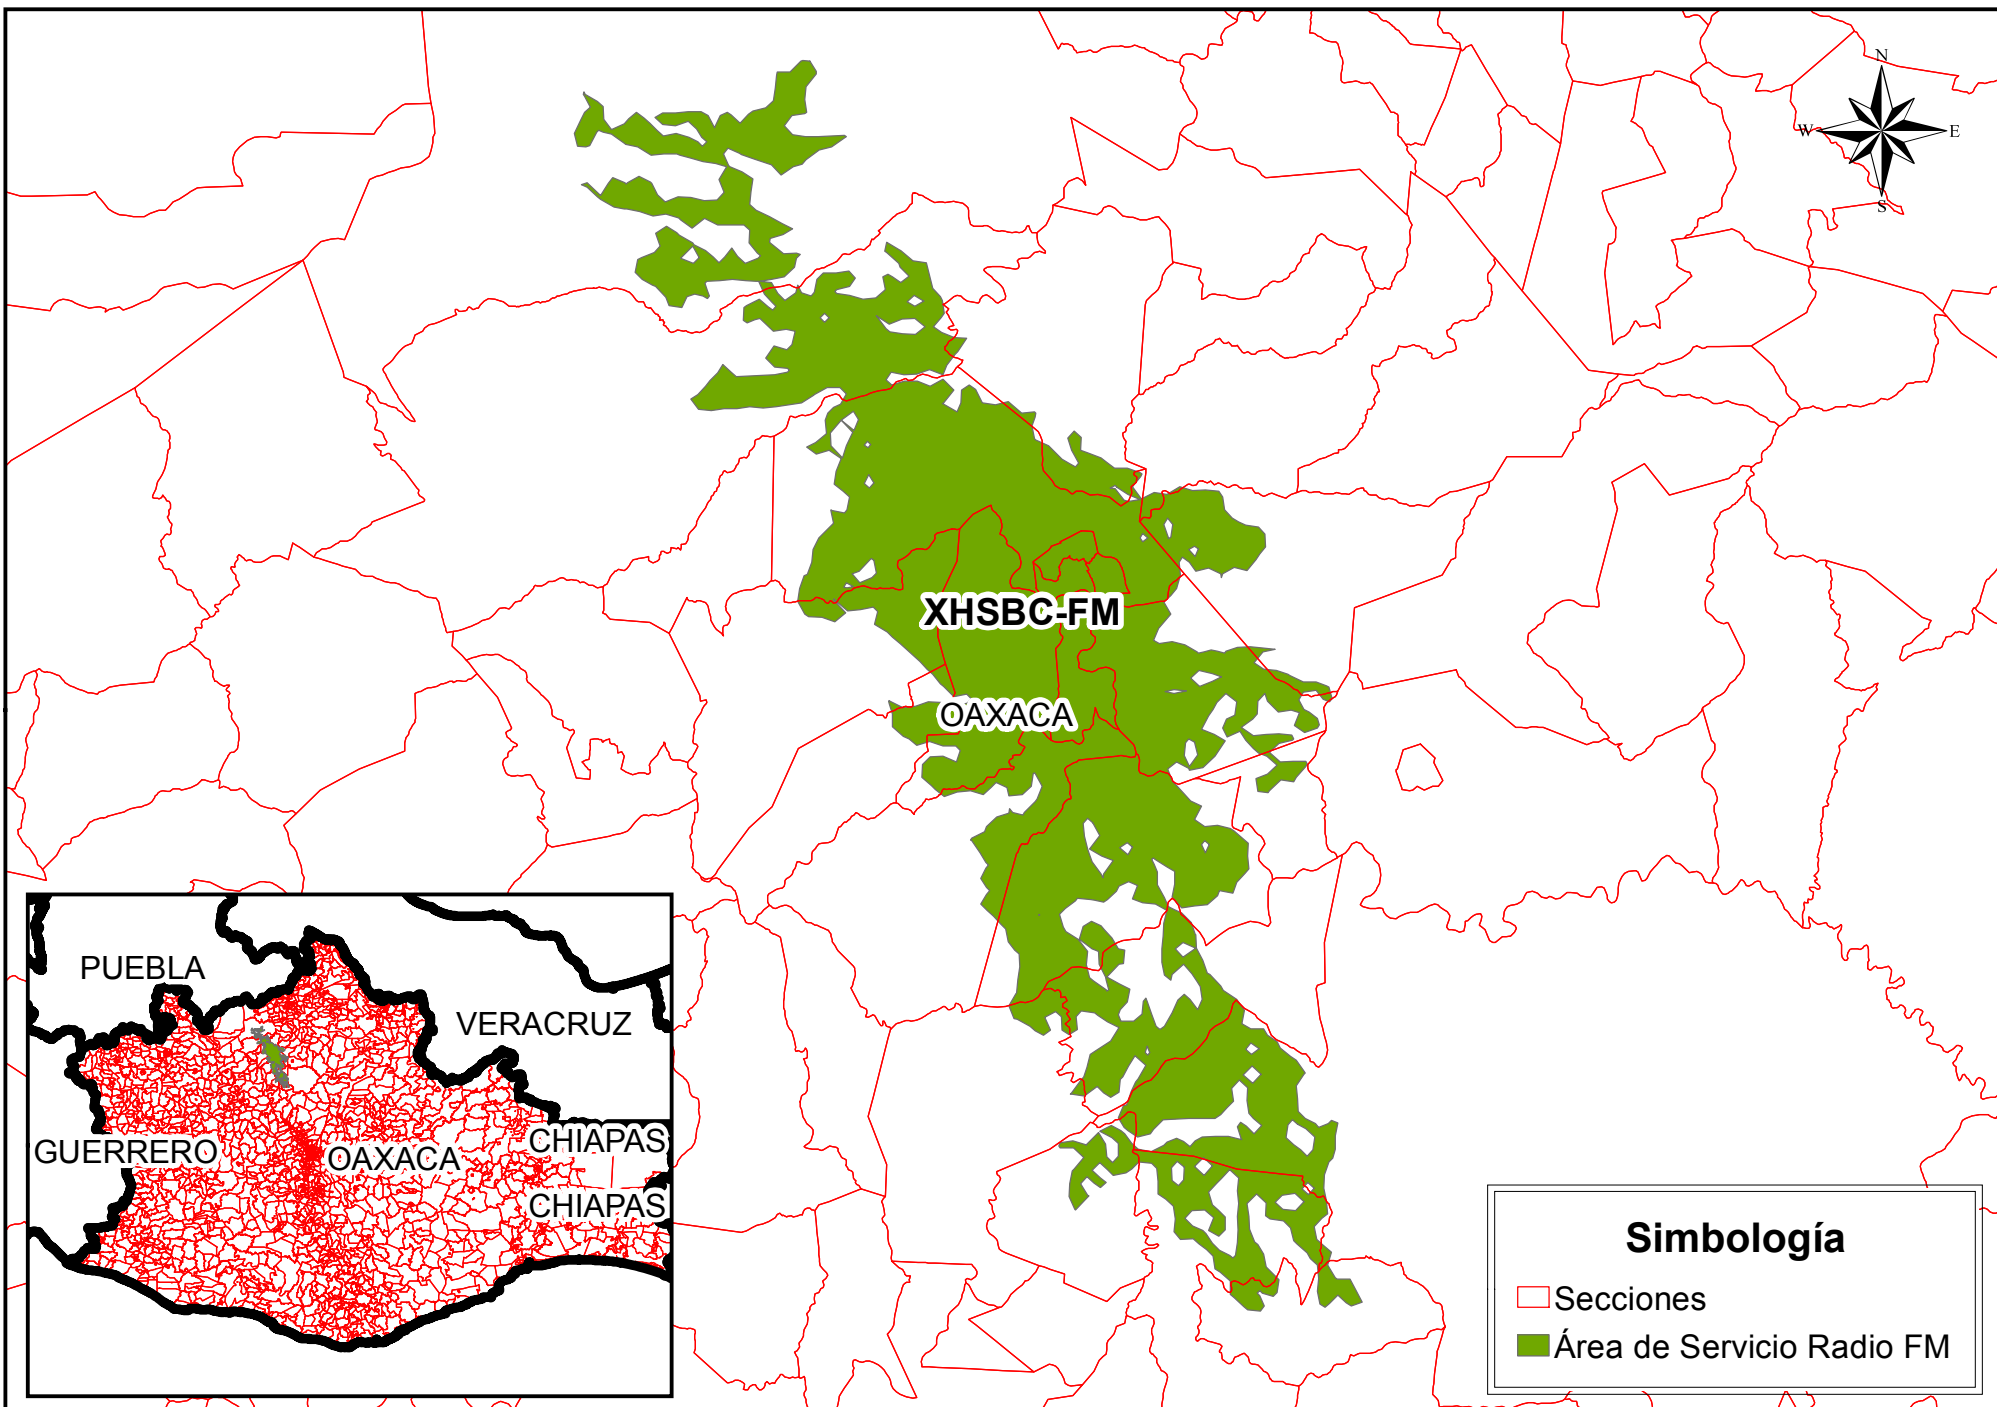 N
W
E
S
XHSBC-FM
OAXACA
PUEBLA
VERACRUZ
GUERRERO
OAXACA
CHIAPAS
CHIAPAS
Simbología
Secciones
Área de Servicio Radio FM